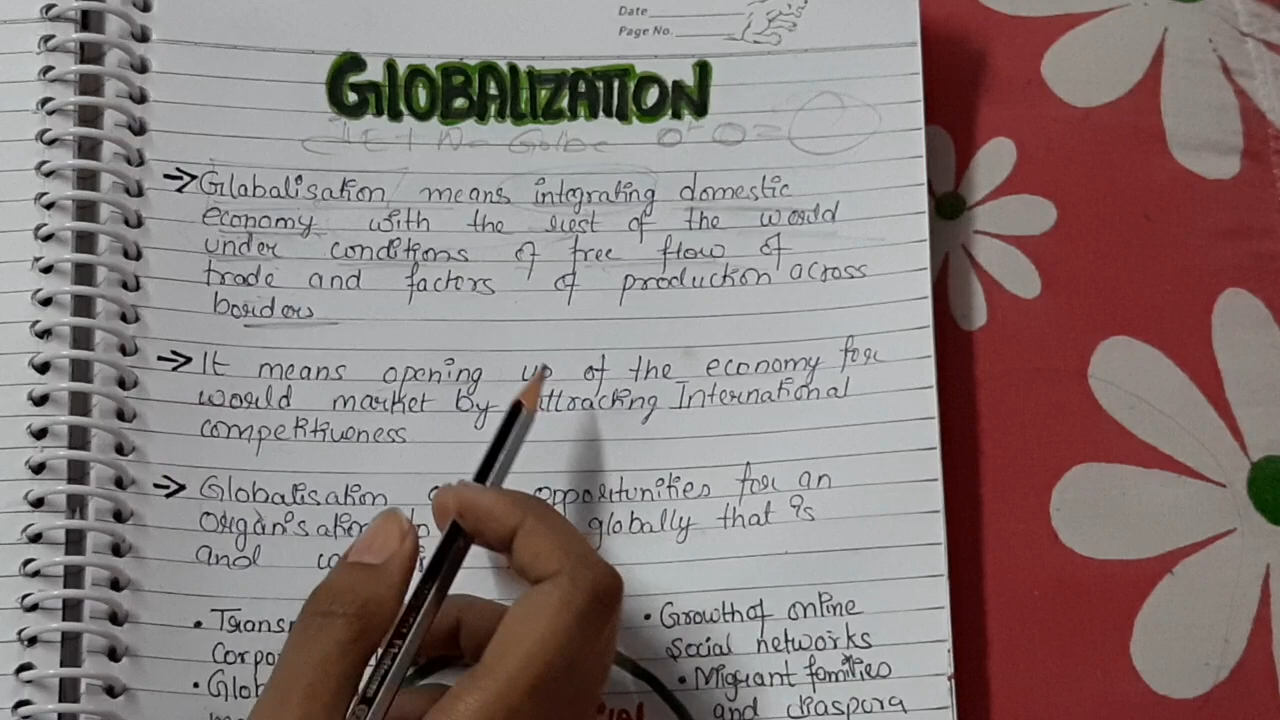 Date
Page No.
GLOBALIZATION
→ Glabalisation means integrating domestic
economy with the rest of the world
under conditions of free flow of
trade and factors of production across
borders
→ It means opening up of the economy for
world market by attracting International
competitiveness
→ Globalisation opportunities for an
Organisation globally that is
and
• Growth of online
Social networks
• Migrant families
and diaspora